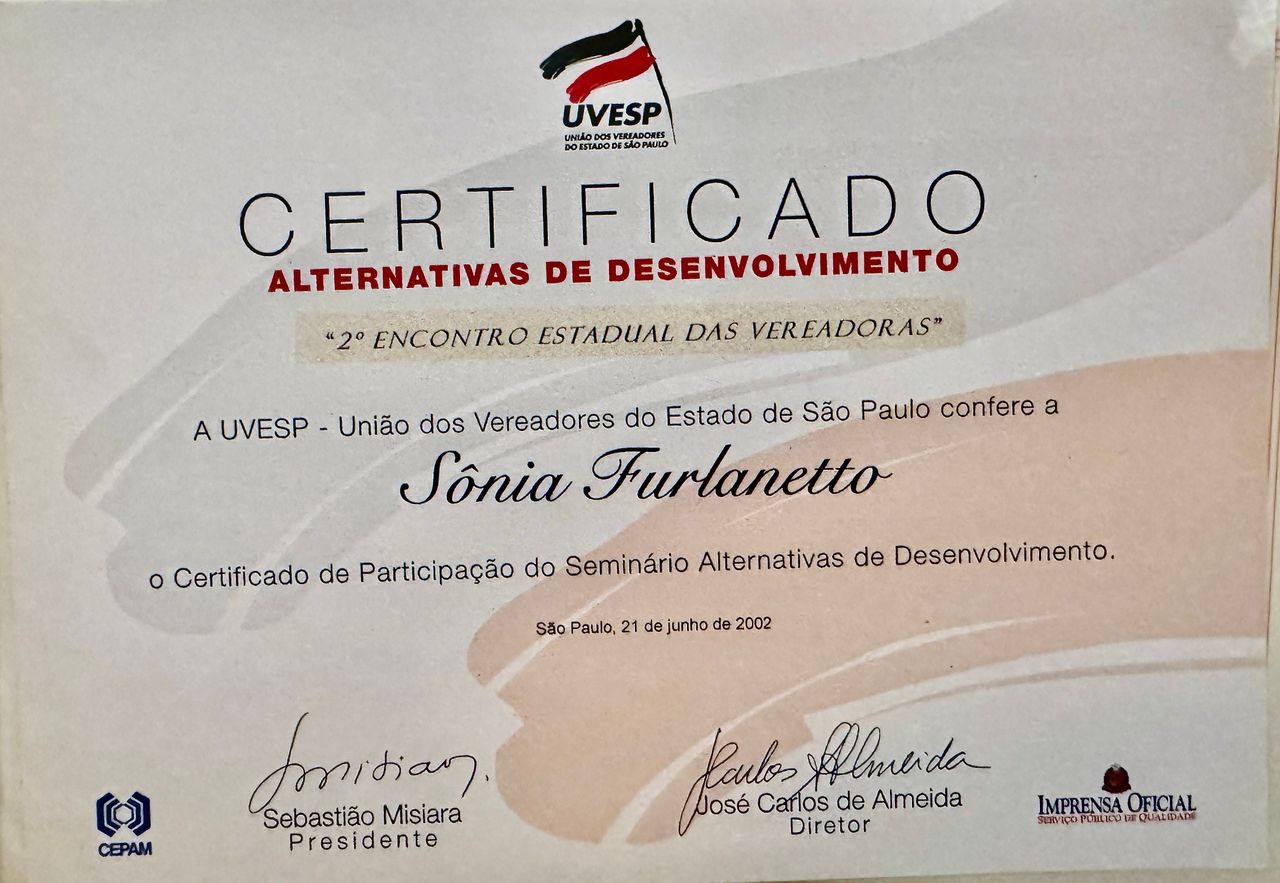 UVESP
UNIÃO DOS VEREADORES
DO ESTADO DE SÃO PAULO
CERTIFICADO
ALTERNATIVAS DE DESENVOLVIMENTO
“2º ENCONTRO ESTADUAL DAS VEREADORAS”
A UVESP - União dos Vereadores do Estado de São Paulo confere a
Sônia Furlanetto
o Certificado de Participação do Seminário Alternativas de Desenvolvimento.
São Paulo, 21 de junho de 2002
Sebastião Misiara
Presidente
José Carlos de Almeida
Diretor
CEPAM
IMPRENSA OFICIAL
SERVIÇO PÚBLICO DE QUALIDADE